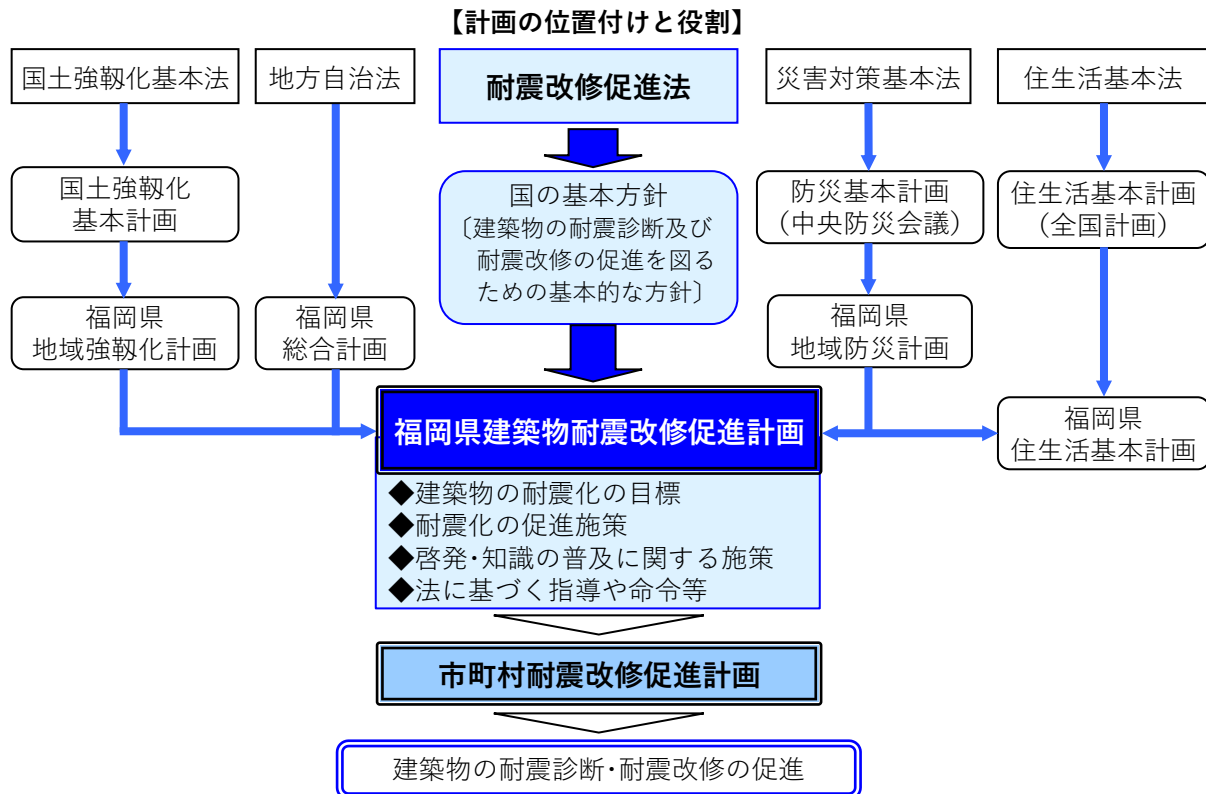 【計画の位置付けと役割】
国土強靱化基本法
地方自治法
耐震改修促進法
災害対策基本法
住生活基本法
国土強靱化
基本計画
国の基本方針
〔建築物の耐震診断及び
耐震改修の促進を図る
ための基本的な方針〕
防災基本計画
（中央防災会議）
住生活基本計画
（全国計画）
福岡県
地域強靱化計画
福岡県
総合計画
福岡県
地域防災計画
福岡県建築物耐震改修促進計画
福岡県
住生活基本計画
◆建築物の耐震化の目標
◆耐震化の促進施策
◆啓発・知識の普及に関する施策
◆法に基づく指導や命令等
市町村耐震改修促進計画
建築物の耐震診断・耐震改修の促進